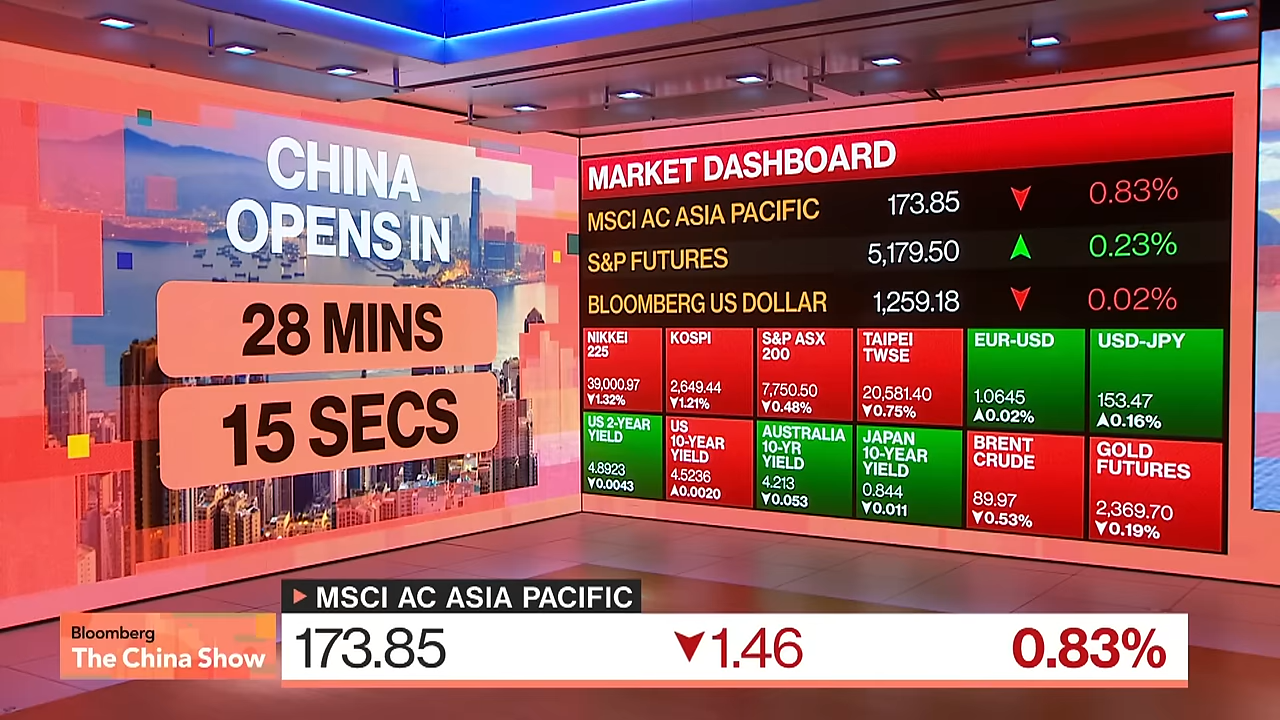 CHINA
OPENS IN
28 MINS
15 SECS
MARKET DASHBOARD
MSCI AC ASIA PACIFIC 173.85 ▼ 0.83%
S&P FUTURES 5,179.50 ▲ 0.23%
BLOOMBERG US DOLLAR 1,259.18 ▼ 0.02%
NIKKEI
225
39,000.97
▼1.32%
KOSPI
2,649.44
▼1.21%
S&P ASX
200
7,750.50
▼0.48%
TAIPEI
TWSE
20,581.40
▼0.75%
EUR-USD
1.0645
▲0.02%
USD-JPY
153.47
▲0.16%
US 2-YEAR
YIELD
4.8923
▼0.0043
US
10-YEAR
YIELD
4.5236
▲0.0020
AUSTRALIA
10-YR
YIELD
4.213
▼0.053
JAPAN
10-YEAR
YIELD
0.844
▼0.011
BRENT
CRUDE
89.97
▼0.53%
GOLD
FUTURES
2,369.70
▼0.19%
MSCI AC ASIA PACIFIC
Bloomberg
The China Show
173.85 ▼1.46 0.83%